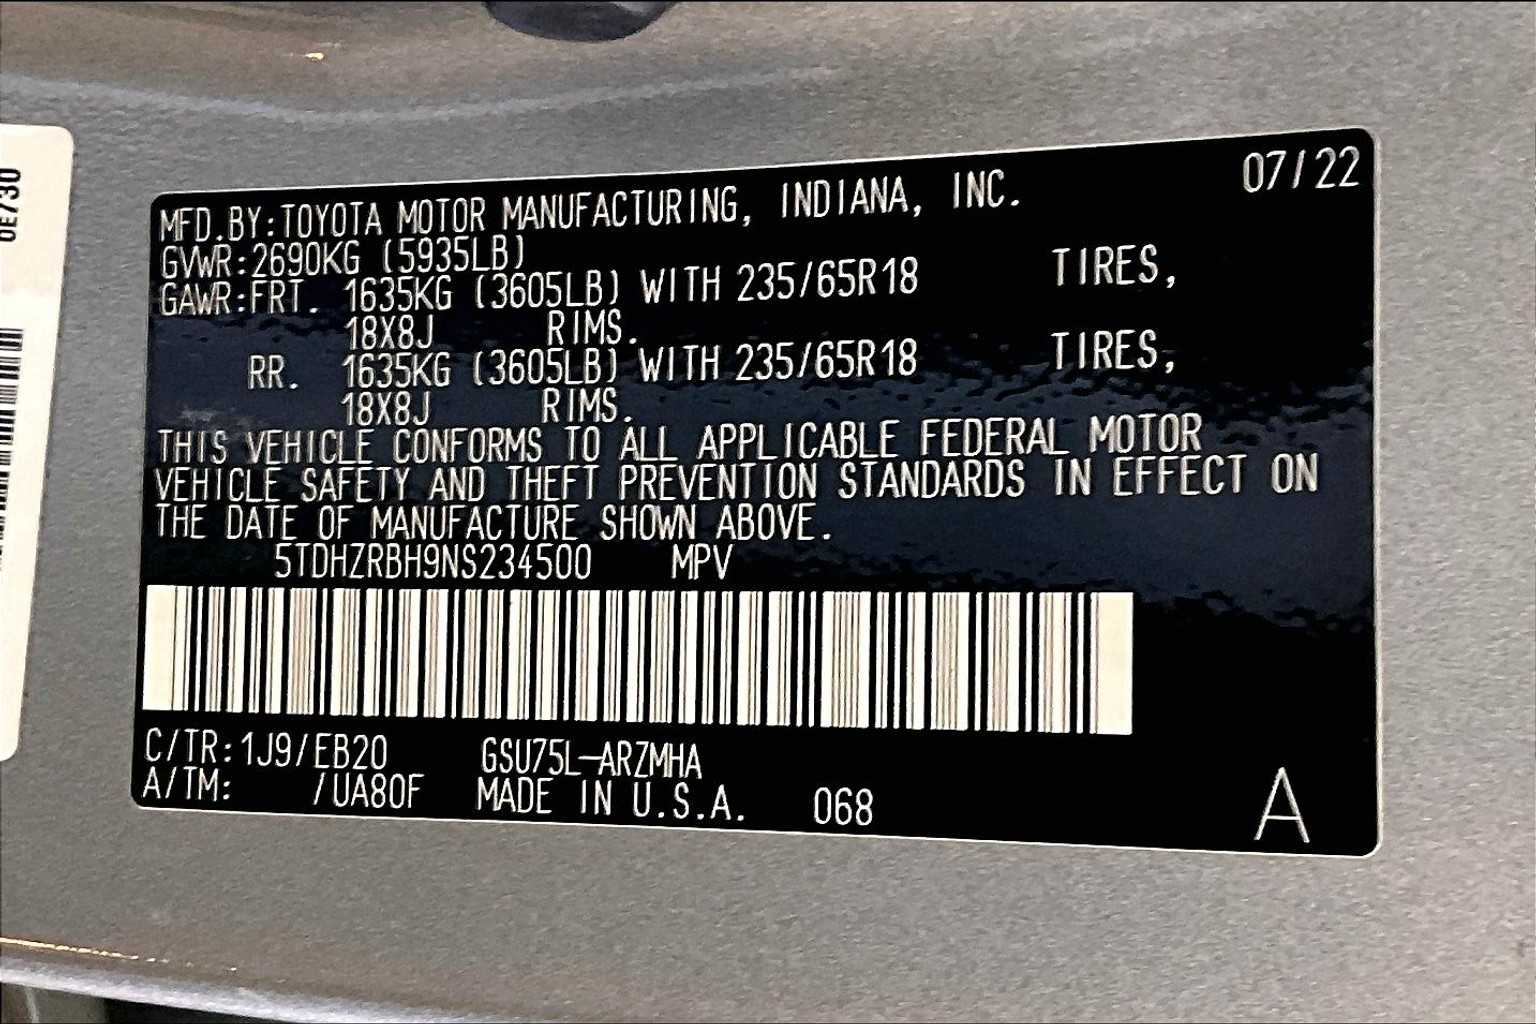 0E730
07/22
MFD.BY:TOYOTA MOTOR MANUFACTURING, INDIANA, INC.
GVWR:2690KG (5935LB)
GAWR:FRT. 1635KG (3605LB) WITH 235/65R18 TIRES,
18X8J RIMS.
RR. 1635KG (3605LB) WITH 235/65R18 TIRES,
18X8J RIMS.
THIS VEHICLE CONFORMS TO ALL APPLICABLE FEDERAL MOTOR
VEHICLE SAFETY AND THEFT PREVENTION STANDARDS IN EFFECT ON
THE DATE OF MANUFACTURE SHOWN ABOVE.
5TDHZRBH9NS234500 MPV
C/TR:1J9/EB20 GSU75L-ARZMHA
A/TM: /UA80F MADE IN U.S.A. 068
A